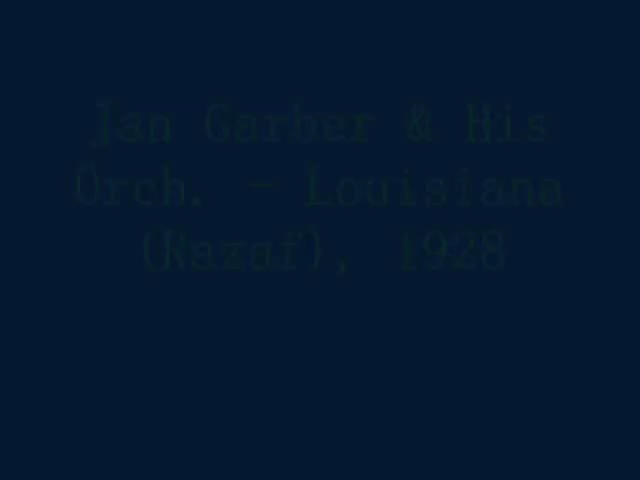 Jan Garber & His
Orch. - Louisiana
(Razaf), 1928